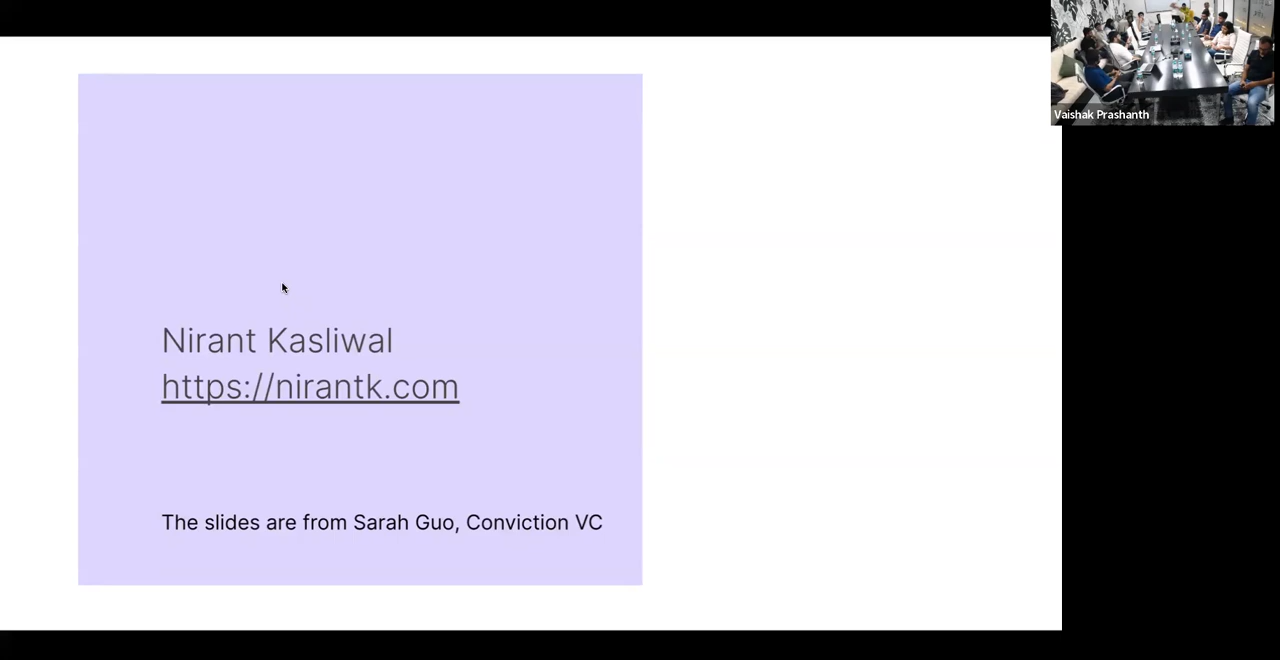 Nirant Kasliwal
https://nirantk.com
The slides are from Sarah Guo, Conviction VC
Vaishak Prashanth